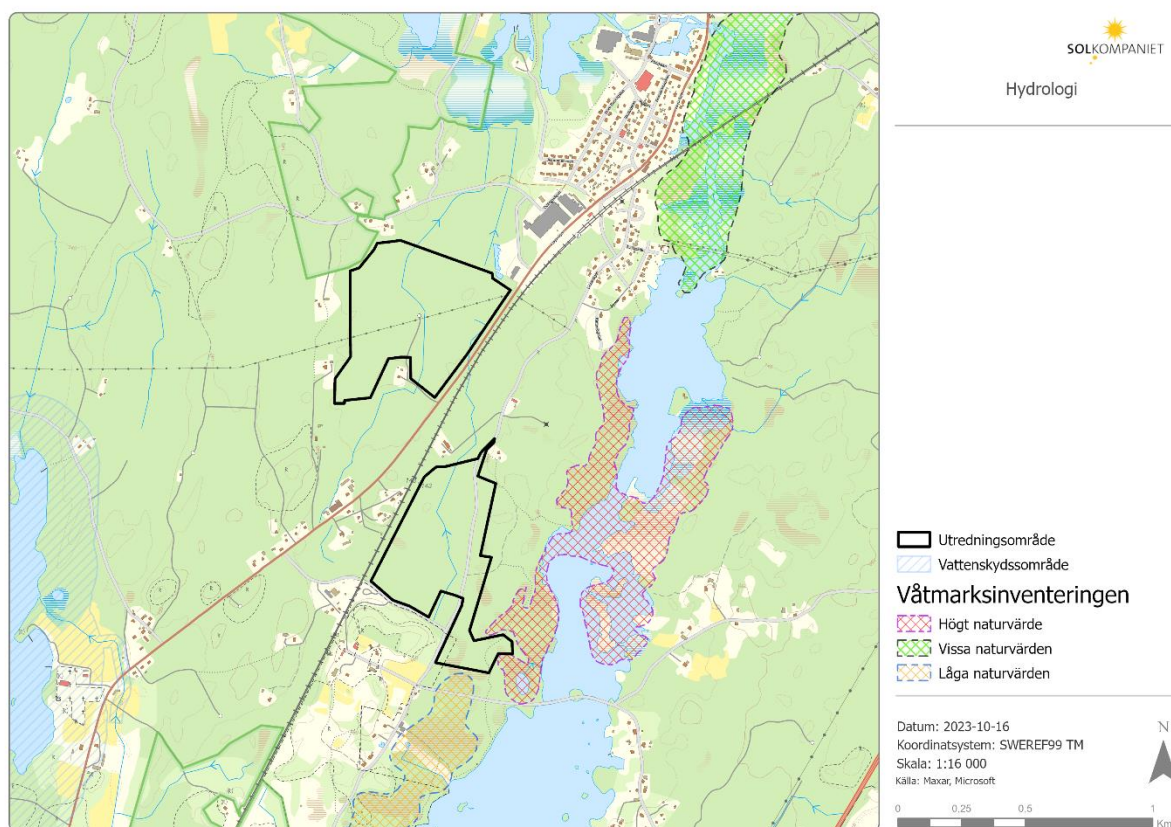 SOLKOMPANIET
Hydrologi
Utredningsområde
Vattenskydssområde
Våtmarksinventeringen
Högt naturvärde
Vissa naturvärden
Låga naturvärden
Datum: 2023-10-16
Koordinatsystem: SWEREF99 TM
Skala: 1:16 000
Källa: Maxar, Microsoft
N
0 0,25 0,5 1
Km